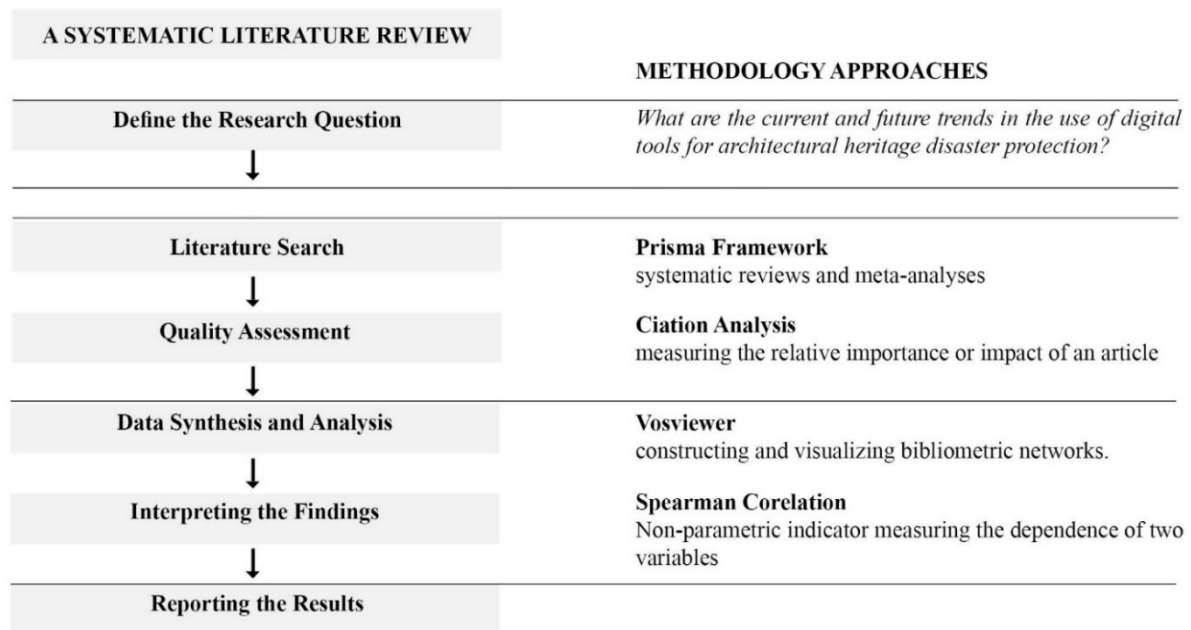 A SYSTEMATIC LITERATURE REVIEW
METHODOLOGY APPROACHES
Define the Research Question
What are the current and future trends in the use of digital
tools for architectural heritage disaster protection?
Literature Search
Prisma Framework
systematic reviews and meta-analyses
Quality Assessment
Ciation Analysis
measuring the relative importance or impact of an article
Data Synthesis and Analysis
Vosviewer
constructing and visualizing bibliometric networks.
Interpreting the Findings
Spearman Corelation
Non-parametric indicator measuring the dependence of two
variables
Reporting the Results